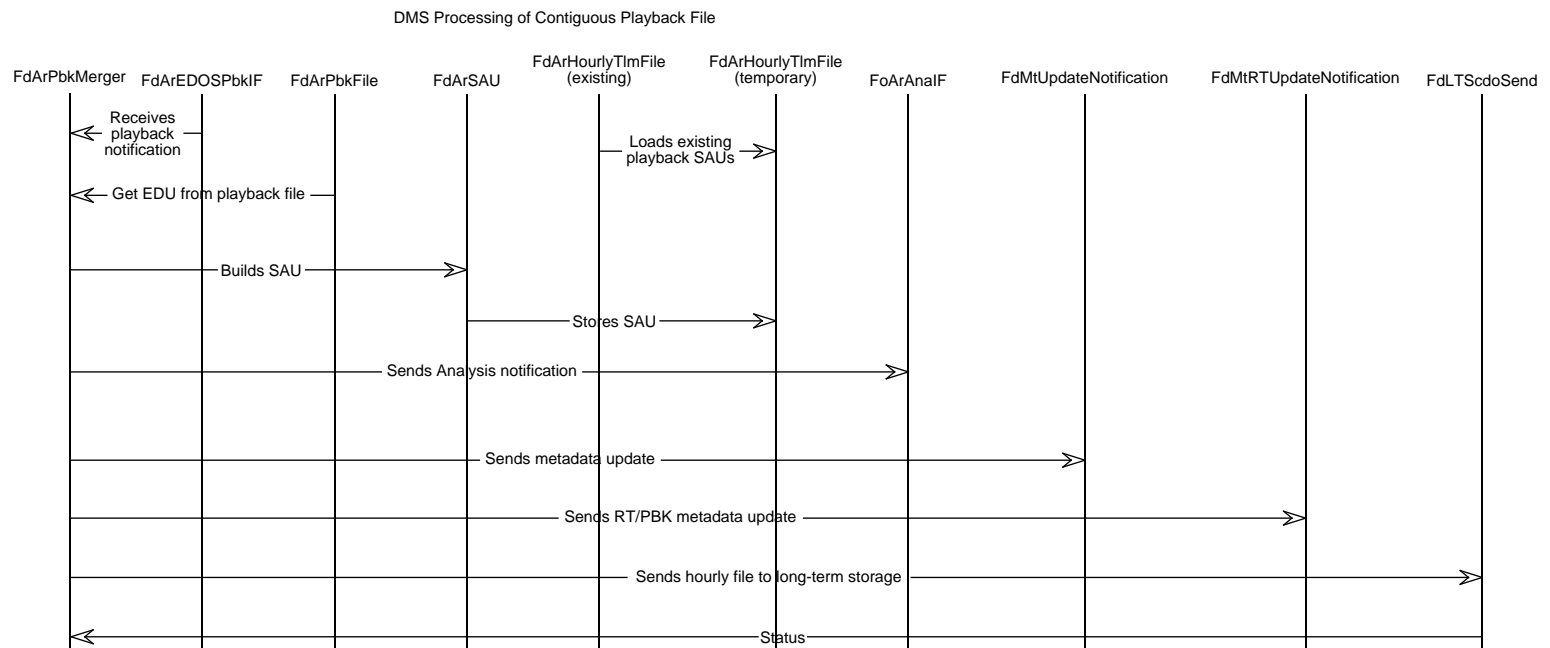 DMS Processing of Contiguous Playback File
FdArPbkMerger
FdArEDOSPbkIF
FdArPbkFile
FdArSAU
FdArHourlyTlmFile
(existing)
FdArHourlyTlmFile
(temporary)
FoArAnaIF
FdMtUpdateNotification
FdMtRTUpdateNotification
FdLTScdoSend
Receives
playback
notification
Loads existing
playback SAUs
Get EDU from playback file
Builds SAU
Stores SAU
Sends Analysis notification
Sends metadata update
Sends RT/PBK metadata update
Sends hourly file to long-term storage
Status